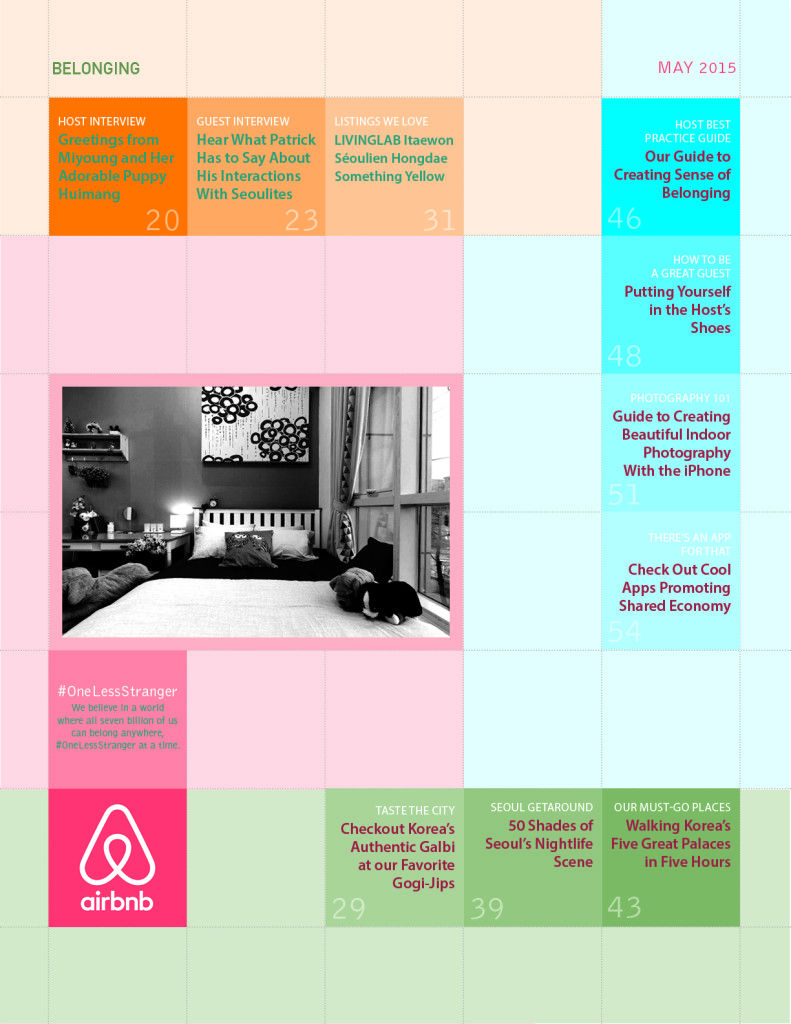 BELONGING
MAY 2015
HOST INTERVIEW
Greetings from
Miyoung and Her
Adorable Puppy
Huimang
20
GUEST INTERVIEW
Hear What Patrick
Has to Say About
His Interactions
With Seoulites
23
LISTINGS WE LOVE
LIVINGLAB Itaewon
Séoulien Hongdae
Something Yellow
31
HOST BEST
PRACTICE GUIDE
Our Guide to
Creating Sense of
Belonging
46
HOW TO BE
A GREAT GUEST
Putting Yourself
in the Host's
Shoes
48
PHOTOGRAPHY 101
Guide to Creating
Beautiful Indoor
Photography
With the iPhone
51
THERE'S AN APP
FOR THAT
Check Out Cool
Apps Promoting
Shared Economy
54
#OneLessStranger
We believe in a world
where all seven billion of us
can belong anywhere,
#OneLessStranger at a time.
airbnb
TASTE THE CITY
Checkout Korea's
Authentic Galbi
at our Favorite
Gogi-Jips
29
SEOUL GETAROUND
50 Shades of
Seoul's Nightlife
Scene
39
OUR MUST-GO PLACES
Walking Korea's
Five Great Palaces
in Five Hours
43